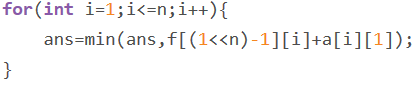 for(int i=1;i<=n;i++){
    ans=min(ans,f[(1<<n)-1][i]+a[i][1]);
}